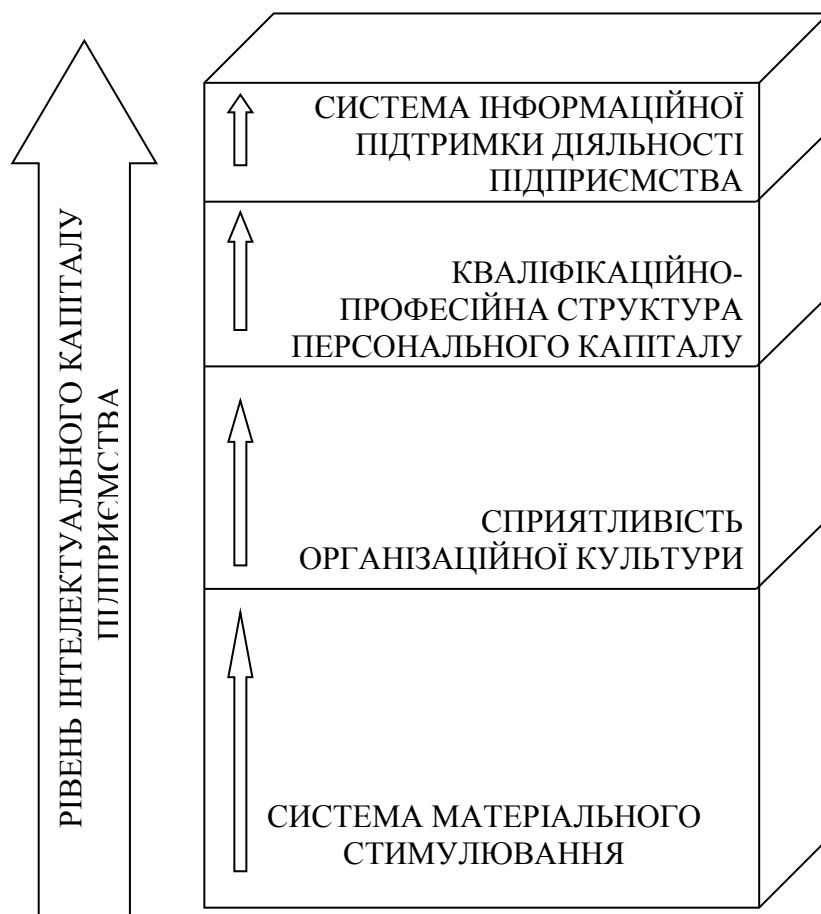 РІВЕНЬ ІНТЕЛЕКТУАЛЬНОГО КАПІТАЛУ
ПІДПРИЄМСТВА
СИСТЕМА ІНФОРМАЦІЙНОЇ
ПІДТРИМКИ ДІЯЛЬНОСТІ
ПІДПРИЄМСТВА
КВАЛІФІКАЦІЙНО-
ПРОФЕСІЙНА СТРУКТУРА
ПЕРСОНАЛЬНОГО КАПІТАЛУ
СПРИЯТЛИВІСТЬ
ОРГАНІЗАЦІЙНОЇ КУЛЬТУРИ
СИСТЕМА МАТЕРІАЛЬНОГО
СТИМУЛЮВАННЯ